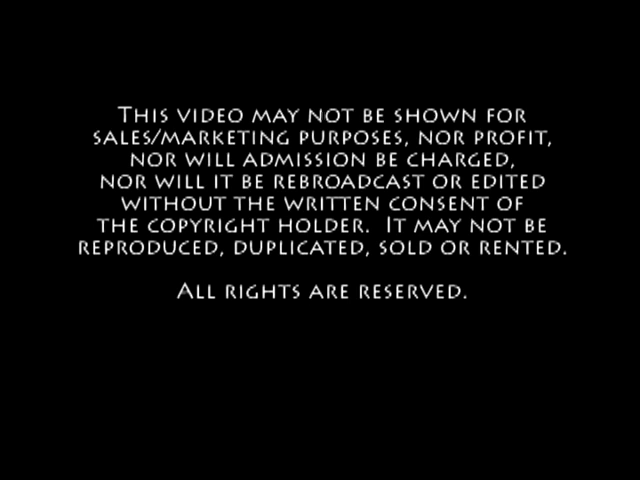 THIS VIDEO MAY NOT BE SHOWN FOR
SALES/MARKETING PURPOSES, NOR PROFIT,
NOR WILL ADMISSION BE CHARGED,
NOR WILL IT BE REBROADCAST OR EDITED
WITHOUT THE WRITTEN CONSENT OF
THE COPYRIGHT HOLDER. IT MAY NOT BE
REPRODUCED, DUPLICATED, SOLD OR RENTED.
ALL RIGHTS ARE RESERVED.